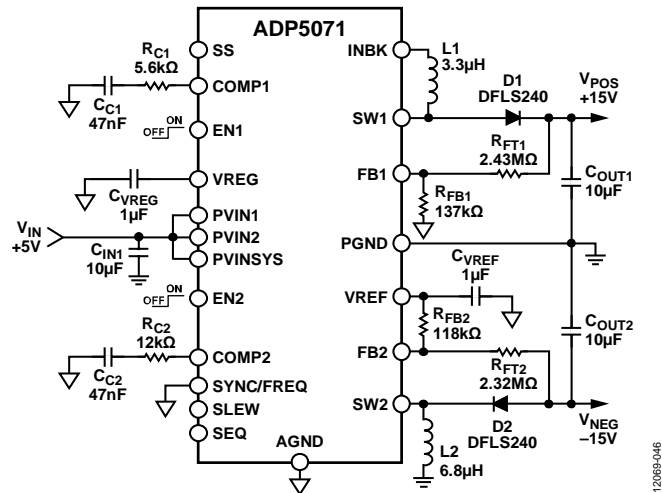 ADP5071
SS
RC1
5.6kΩ
CC1
47nF
COMP1
ON
OFF
EN1
VREG
CVREG
1µF
PVIN1
VIN
+5V
PVIN2
CIN1
10µF
PVINSYS
ON
OFF
EN2
RC2
12kΩ
CC2
47nF
COMP2
SYNC/FREQ
SLEW
SEQ
AGND
INBK
L1
3.3µH
SW1
D1
DFLS240
VPOS
+15V
RFT1
2.43MΩ
FB1
RFB1
137kΩ
COUT1
10µF
PGND
CVREF
1µF
VREF
RFB2
118kΩ
FB2
RFT2
2.32MΩ
COUT2
10µF
SW2
D2
DFLS240
VNEG
–15V
L2
6.8µH
12069-046